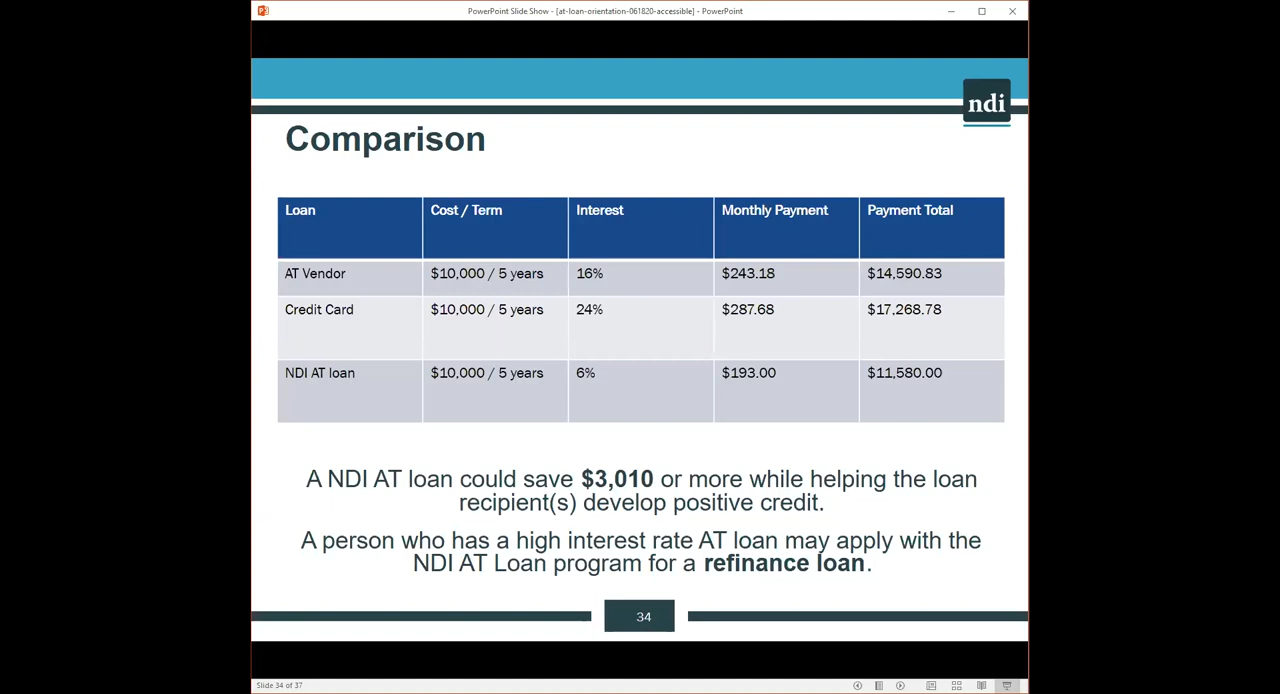 PowerPoint Slide Show - [at-loan-orientation-061820-accessible] - PowerPoint
ndi
Comparison
Loan Cost / Term Interest Monthly Payment Payment Total
AT Vendor $10,000 / 5 years 16% $243.18 $14,590.83
Credit Card $10,000 / 5 years 24% $287.68 $17,268.78
NDI AT loan $10,000 / 5 years 6% $193.00 $11,580.00
A NDI AT loan could save $3,010 or more while helping the loan
recipient(s) develop positive credit.
A person who has a high interest rate AT loan may apply with the
NDI AT Loan program for a refinance loan.
34
Slide 34 of 37